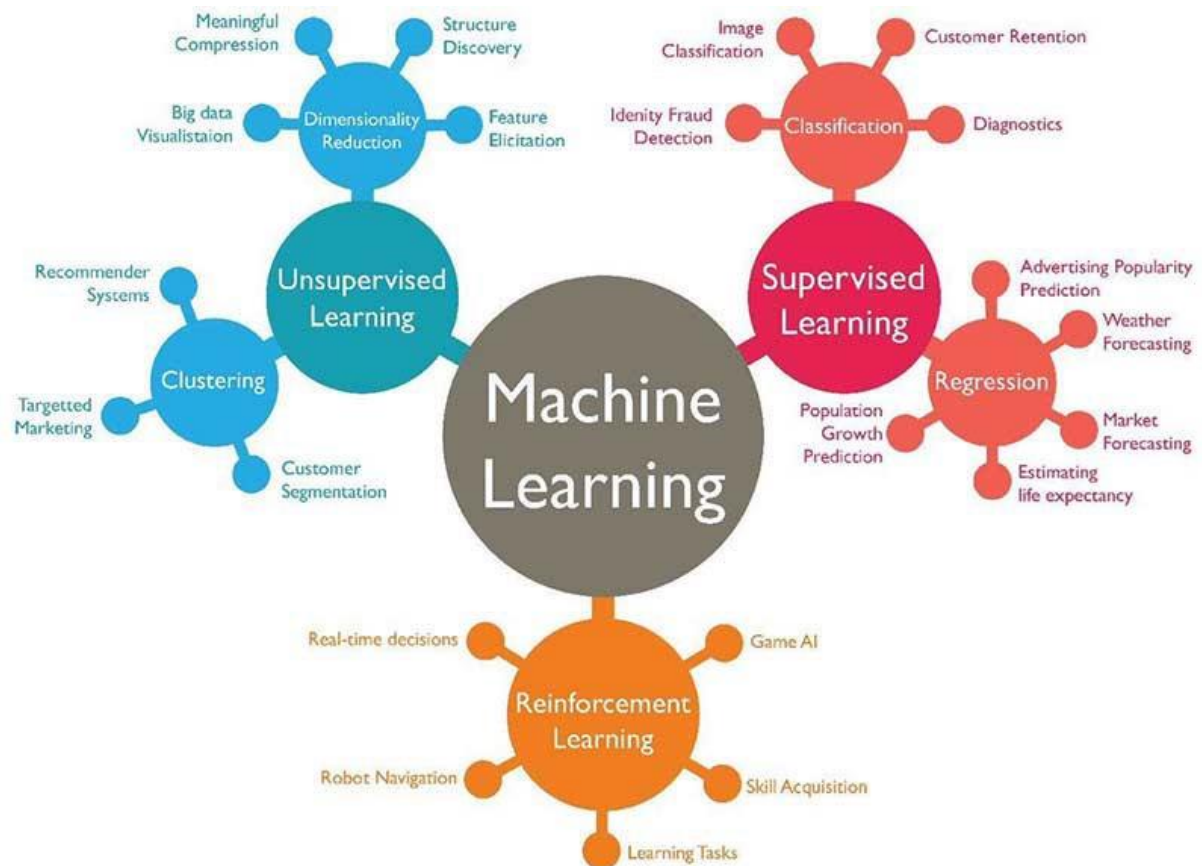 Meaningful
Compression
Structure
Discovery
Big data
Visualistaion
Dimensionality
Reduction
Feature
Elicitation
Image
Classification
Customer Retention
Idenity Fraud
Detection
Classification
Diagnostics
Recommender
Systems
Unsupervised
Learning
Clustering
Targetted
Marketing
Customer
Segmentation
Machine
Learning
Supervised
Learning
Advertising Popularity
Prediction
Weather
Forecasting
Regression
Population
Growth
Prediction
Market
Forecasting
Estimating
life expectancy
Real-time decisions
Game AI
Reinforcement
Learning
Robot Navigation
Skill Acquisition
Learning Tasks